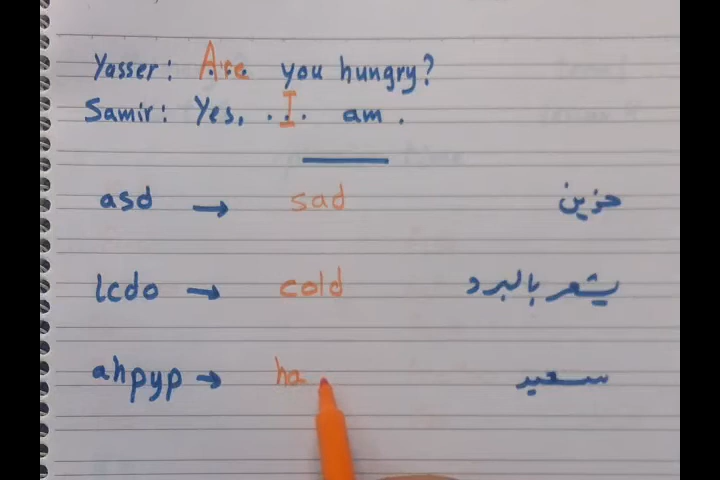 Yasser: Are you hungry?
Samir: Yes, ... I am.
asd → sad حزين
lcdo → cold يشعر بالبرد
ahpyp → ha سعيد